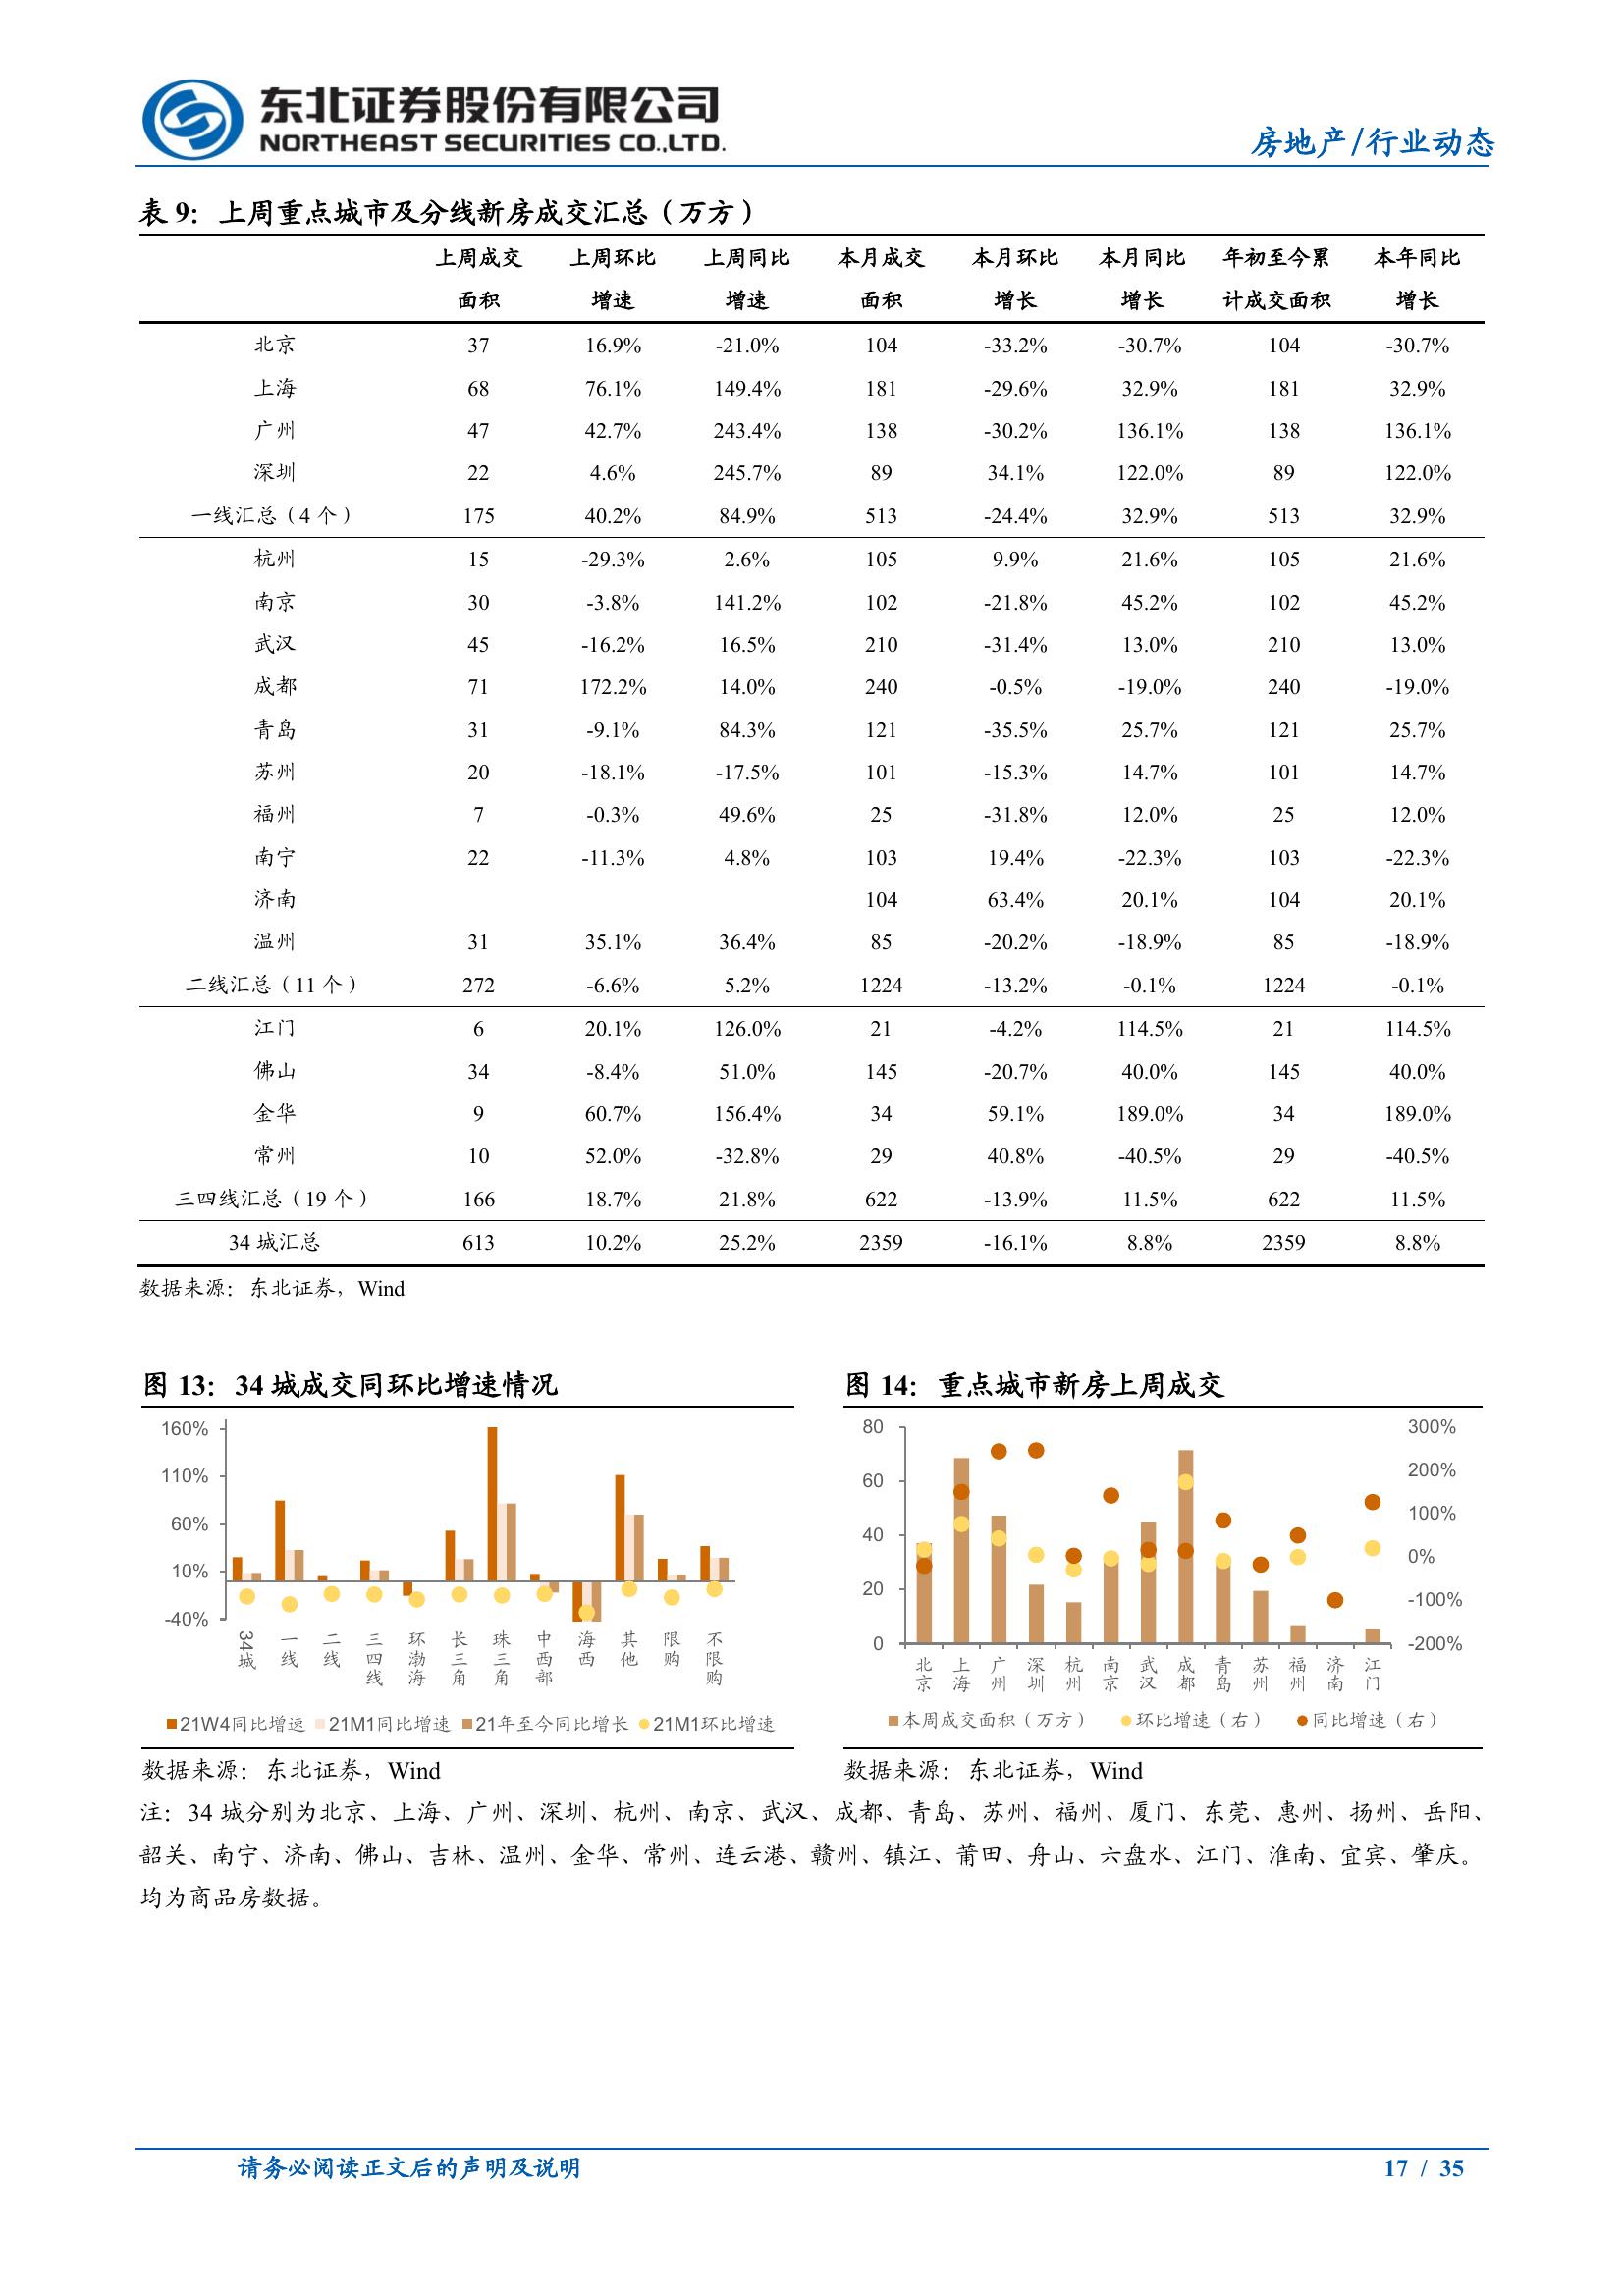 东北证券股份有限公司
NORTHEAST SECURITIES CO.,LTD.
房地产/行业动态
表 9：上周重点城市及分线新房成交汇总（万方）
上周成交面积 上周环比增速 上周同比增速 本月成交面积 本月环比增长 本月同比增长 年初至今累计成交面积 本年同比增长
北京 37 16.9% -21.0% 104 -33.2% -30.7% 104 -30.7%
上海 68 76.1% 149.4% 181 -29.6% 32.9% 181 32.9%
广州 47 42.7% 243.4% 138 -30.2% 136.1% 138 136.1%
深圳 22 4.6% 245.7% 89 34.1% 122.0% 89 122.0%
一线汇总（4 个） 175 40.2% 84.9% 513 -24.4% 32.9% 513 32.9%
杭州 15 -29.3% 2.6% 105 9.9% 21.6% 105 21.6%
南京 30 -3.8% 141.2% 102 -21.8% 45.2% 102 45.2%
武汉 45 -16.2% 16.5% 210 -31.4% 13.0% 210 13.0%
成都 71 172.2% 14.0% 240 -0.5% -19.0% 240 -19.0%
青岛 31 -9.1% 84.3% 121 -35.5% 25.7% 121 25.7%
苏州 20 -18.1% -17.5% 101 -15.3% 14.7% 101 14.7%
福州 7 -0.3% 49.6% 25 -31.8% 12.0% 25 12.0%
南宁 22 -11.3% 4.8% 103 19.4% -22.3% 103 -22.3%
济南 104 63.4% 20.1% 104 20.1%
温州 31 35.1% 36.4% 85 -20.2% -18.9% 85 -18.9%
二线汇总（11 个） 272 -6.6% 5.2% 1224 -13.2% -0.1% 1224 -0.1%
江门 6 20.1% 126.0% 21 -4.2% 114.5% 21 114.5%
佛山 34 -8.4% 51.0% 145 -20.7% 40.0% 145 40.0%
金华 9 60.7% 156.4% 34 59.1% 189.0% 34 189.0%
常州 10 52.0% -32.8% 29 40.8% -40.5% 29 -40.5%
三四线汇总（19 个） 166 18.7% 21.8% 622 -13.9% 11.5% 622 11.5%
34 城汇总 613 10.2% 25.2% 2359 -16.1% 8.8% 2359 8.8%
数据来源：东北证券，Wind
图 13：34 城成交同环比增速情况
160%
110%
60%
10%
-40%
34城 一线 二线 三四线 环渤海 长三角 珠三角 中西部 海西 其他 限购 不限购
21W4同比增速 21M1同比增速 21年至今同比增长 21M1环比增速
数据来源：东北证券，Wind
图 14：重点城市新房上周成交
80 300%
200%
60
100%
40 0%
20 -100%
0 -200%
北京 上海 广州 深圳 杭州 南京 武汉 成都 青岛 苏州 福州 济南 江门
本周成交面积（万方） 环比增速（右） 同比增速（右）
数据来源：东北证券，Wind
注：34 城分别为北京、上海、广州、深圳、杭州、南京、武汉、成都、青岛、苏州、福州、厦门、东莞、惠州、扬州、岳阳、
韶关、南宁、济南、佛山、吉林、温州、金华、常州、连云港、赣州、镇江、莆田、舟山、六盘水、江门、淮南、宜宾、肇庆。
均为商品房数据。
请务必阅读正文后的声明及说明
17 / 35